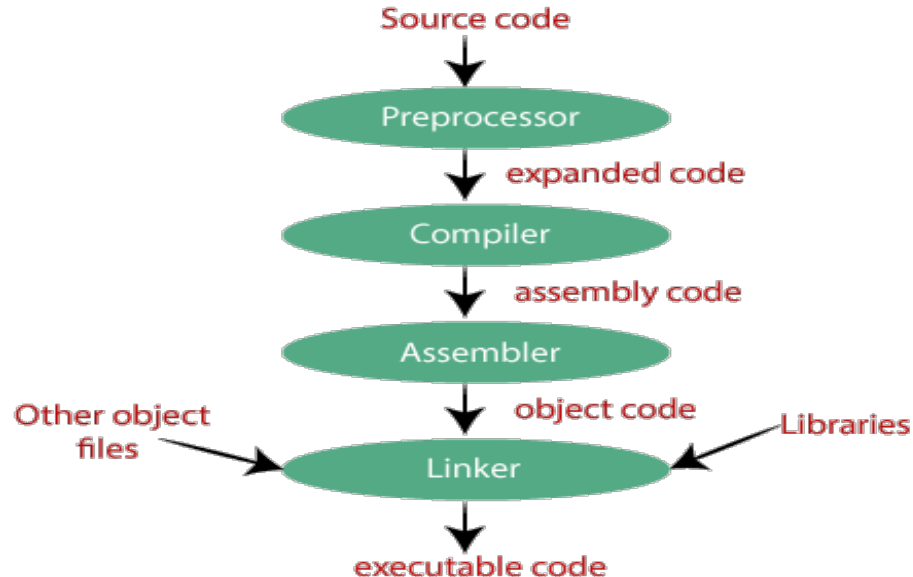 Source code
Preprocessor
expanded code
Compiler
assembly code
Assembler
object code
Other object
files
Libraries
Linker
executable code